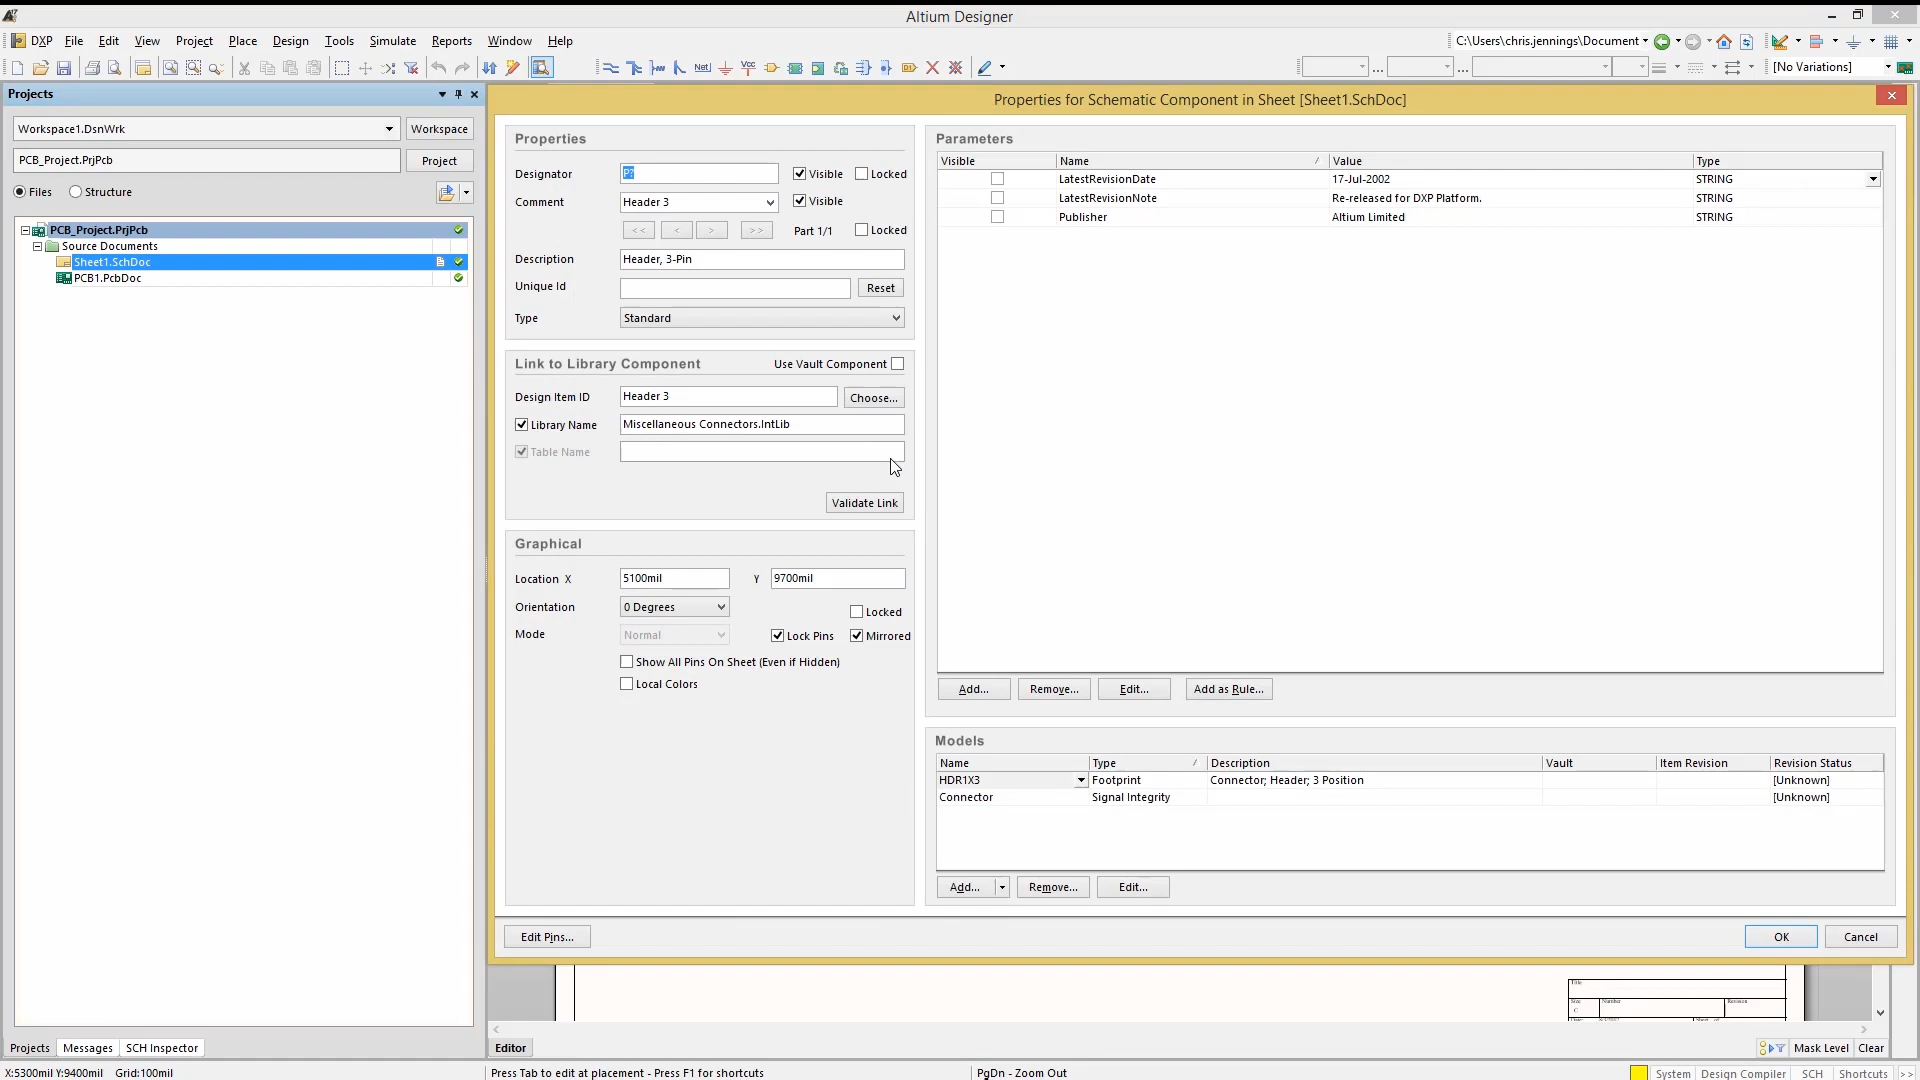 Altium Designer
DXP File Edit View Project Place Design Tools Simulate Reports Window Help
C:\Users\chris.jennings\Document
Net Vcc
... ... [No Variations]
Projects
Workspace1.DsnWrk Workspace
PCB_Project.PrjPcb Project
Files Structure
PCB_Project.PrjPcb
Source Documents
Sheet1.SchDoc
PCB1.PcbDoc
Properties for Schematic Component in Sheet [Sheet1.SchDoc]
Properties
Designator P? Visible Locked
Comment Header 3 Visible
<< < > >> Part 1/1 Locked
Description Header, 3-Pin
Unique Id Reset
Type Standard
Link to Library Component Use Vault Component
Design Item ID Header 3 Choose...
Library Name Miscellaneous Connectors.IntLib
Table Name
Validate Link
Graphical
Location X 5100mil Y 9700mil
Orientation 0 Degrees Locked
Mode Normal Lock Pins Mirrored
Show All Pins On Sheet (Even if Hidden)
Local Colors
Parameters
Visible Name Value Type
LatestRevisionDate 17-Jul-2002 STRING
LatestRevisionNote Re-released for DXP Platform. STRING
Publisher Altium Limited STRING
Add... Remove... Edit... Add as Rule...
Models
Name Type Description Vault Item Revision Revision Status
HDR1X3 Footprint Connector; Header; 3 Position [Unknown]
Connector Signal Integrity [Unknown]
Add... Remove... Edit...
Edit Pins... OK Cancel
Title
Size Number Revision
C
Projects Messages SCH Inspector
Editor Mask Level Clear
X:5300mil Y:9400mil Grid:100mil Press Tab to edit at placement - Press F1 for shortcuts PgDn - Zoom Out System Design Compiler SCH Shortcuts >>